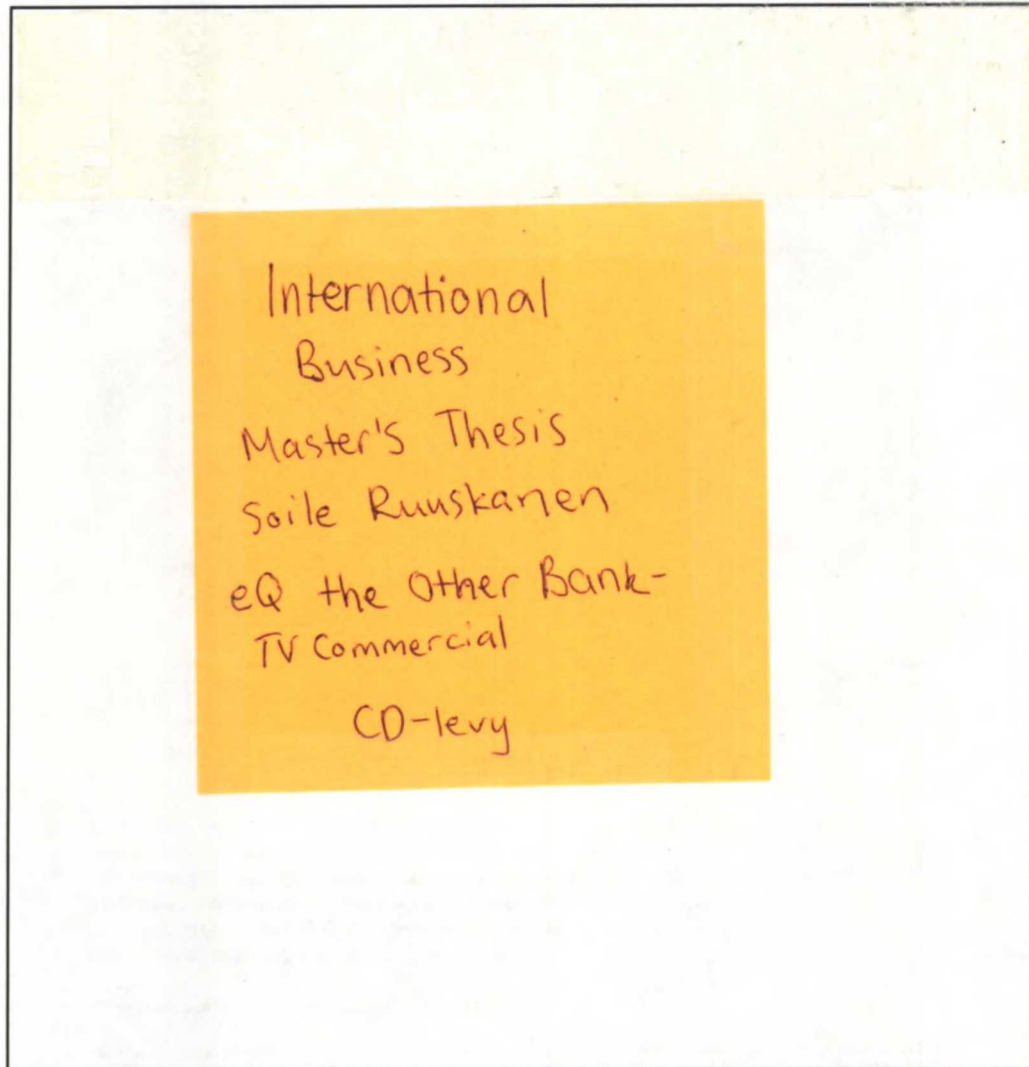 International
Business
Master's Thesis
Soile Ruuskanen
eQ the Other Bank-
TV Commercial
CD-levy